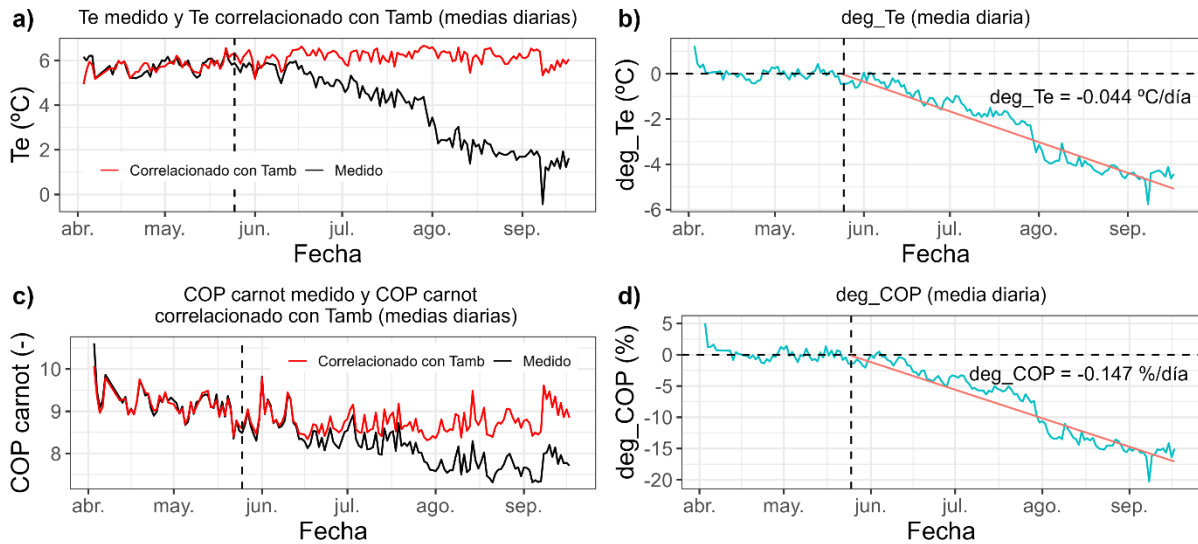 a)
Te medido y Te correlacionado con Tamb (medias diarias)
Te (ºC)
6
4
2
0
Correlacionado con Tamb
Medido
abr.
may.
jun.
jul.
ago.
sep.
Fecha
b)
deg_Te (media diaria)
deg_Te (ºC)
0
-2
-4
-6
deg_Te = -0.044 ºC/día
abr.
may.
jun.
jul.
ago.
sep.
Fecha
c)
COP carnot medido y COP carnot
correlacionado con Tamb (medias diarias)
COP carnot (-)
10
9
8
Correlacionado con Tamb
Medido
abr.
may.
jun.
jul.
ago.
sep.
Fecha
d)
deg_COP (media diaria)
deg_COP (%)
5
0
-5
-10
-15
-20
deg_COP = -0.147 %/día
abr.
may.
jun.
jul.
ago.
sep.
Fecha